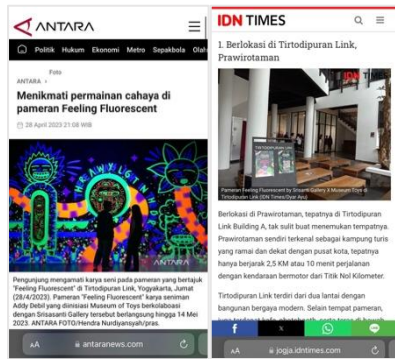 ANTARA
Politik Hukum Ekonomi Metro Sepakbola Olah
Foto
ANTARA
Menikmati permainan cahaya di
pameran Feeling Fluorescent
28 April 2023 21:08 WIB
Pengunjung mengamati karya seni pada pameran yang bertajuk
"Feeling Fluorescent" di Tirtodipuran Link, Yogyakarta, Jumat
(28/4/2023). Pameran "Feeling Fluorescent" karya seniman
Addy Debil yang diinisiasi Museum of Toys berkolaboasi
dengan Srisasanti Gallery tersebut berlangsung hingga 14 Mei
2023. ANTARA FOTO/Hendra Nurdiyansyah/pras.
AA antaranews.com
IDN TIMES
1. Berlokasi di Tirtodipuran Link,
Prawirotaman
IDN TIMES
Pameran Feeling Fluorescent by Srisanti Gallery X Museum Toys di
Tirtodipuran Link (IDN Times/Dyar Ayu)
Berlokasi di Prawirotaman, tepatnya di Tirtodipuran
Link Building A, tak sulit buat menemukan tempatnya.
Prawirotaman sendiri terkenal sebagai kampung turis
yang ramai dan dekat dengan pusat kota, tepatnya
hanya berjarak 2,5 KM atau 10 menit perjalanan
dengan kendaraan bermotor dari Titik Nol Kilometer.
Tirtodipuran Link terdiri dari dua lantai dengan
bangunan bergaya modern. Selain tempat pameran,
AA jogja.idntimes.com